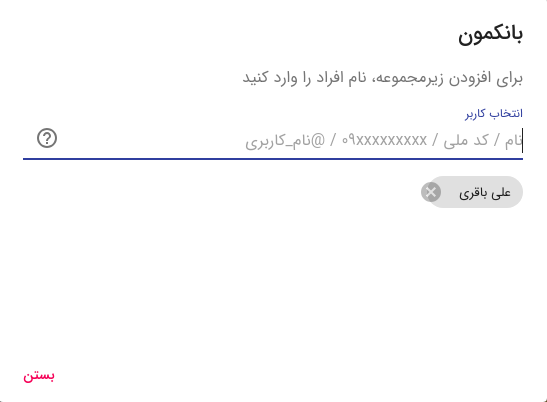 بانکمون
برای افزودن زیرمجموعه، نام افراد را وارد کنید
انتخاب کاربر
نام / کد ملی / ۰۹xxxxxxxxx / @نام_کاربری
علی باقری
بستن